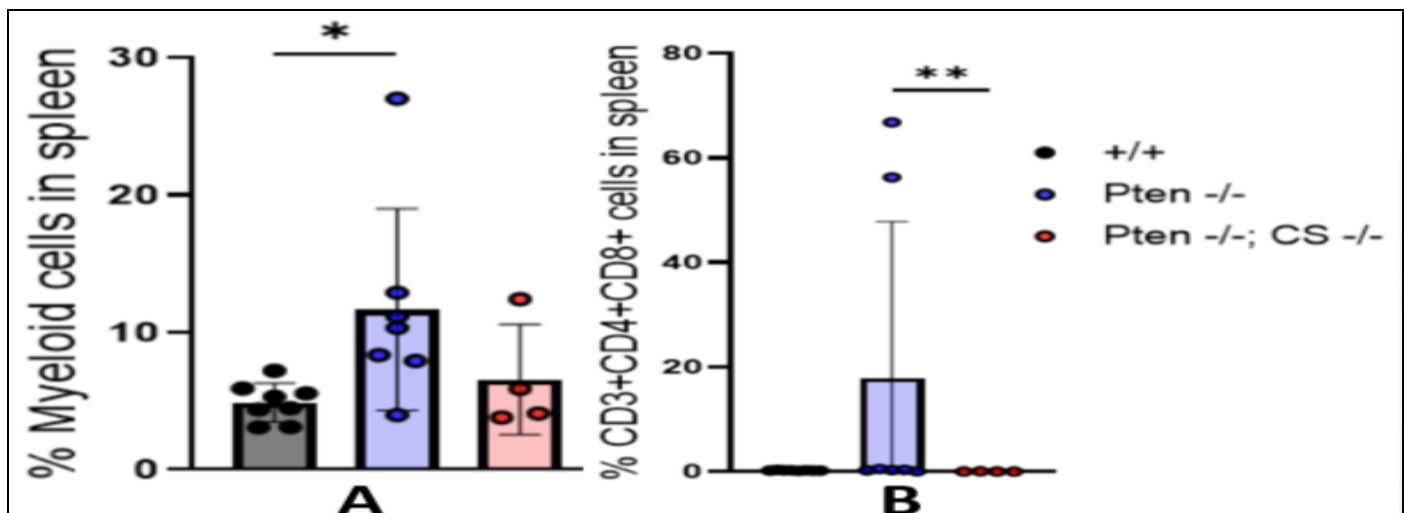 % Myeloid cells in spleen
30
20
10
0
*
A
% CD3+CD4+CD8+ cells in spleen
80
60
40
20
0
**
B
+/+
Pten -/-
Pten -/-; CS -/-